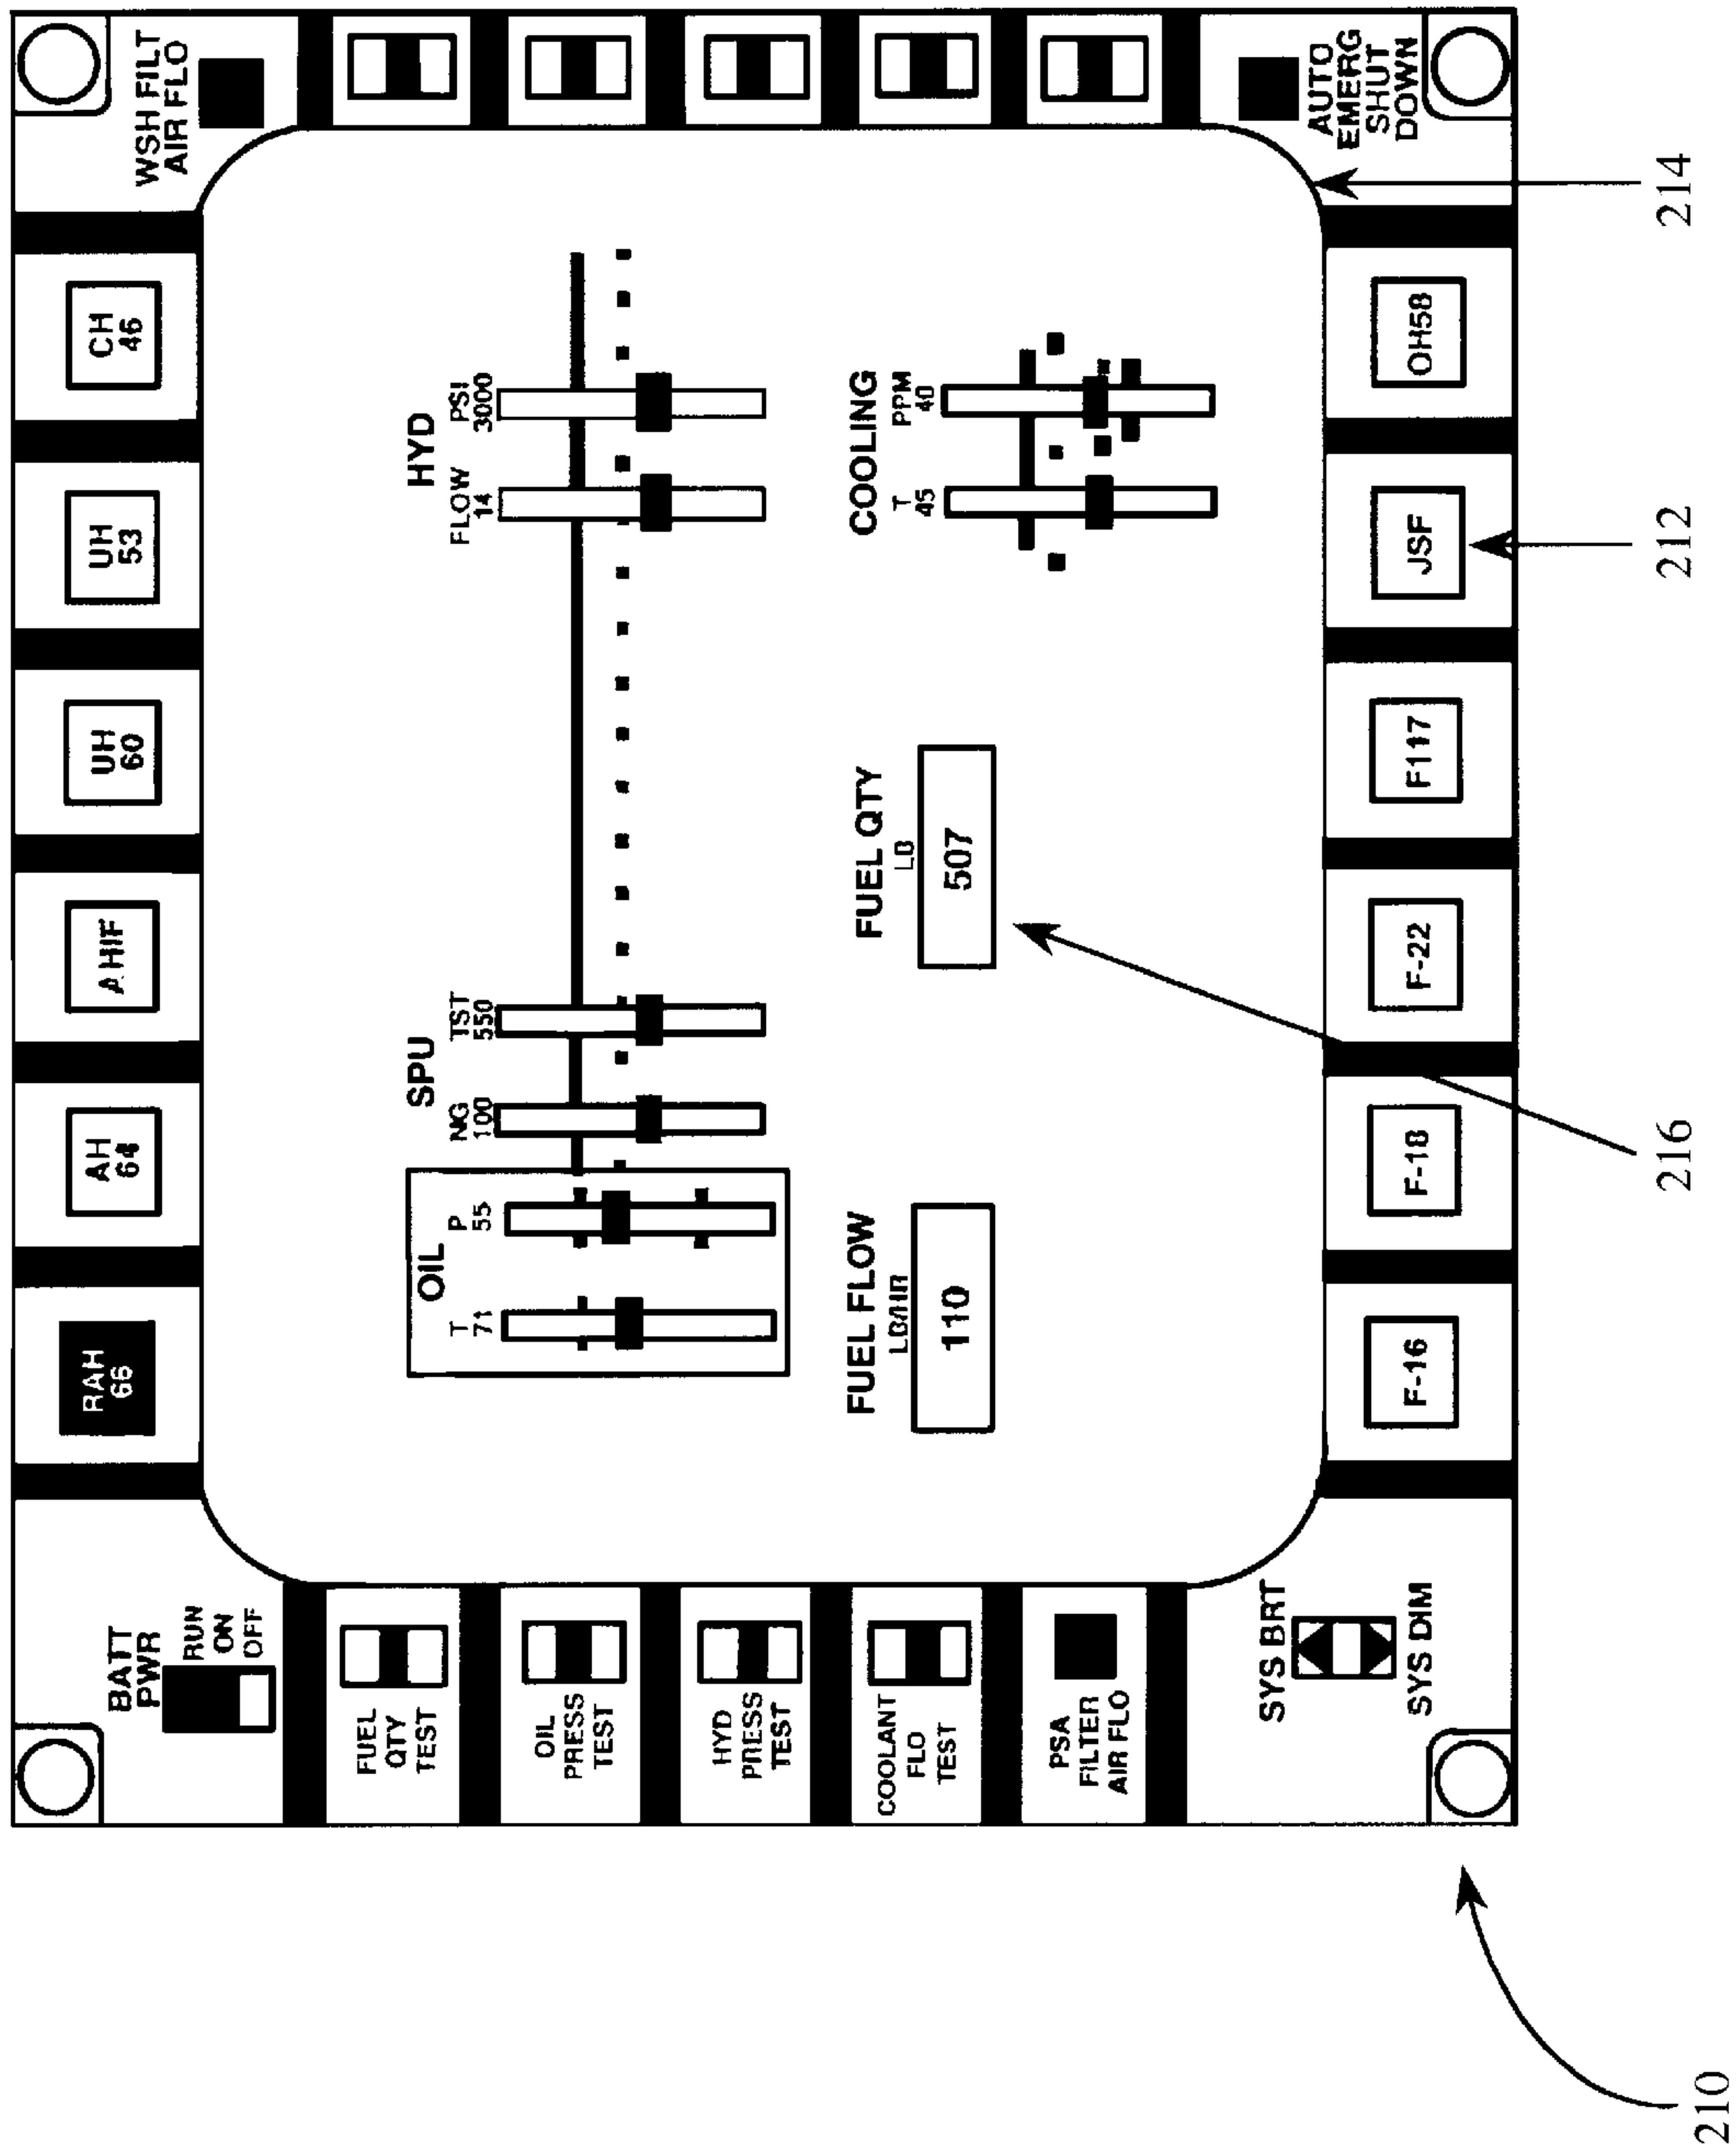 BATT
PWR
RUN
ON
OFF
RAH
66
AH
64
AHIF
UH
60
UH
53
CH
46
WSH FILT
AIR FLO
FUEL
QTY
TEST
OIL
PRESS
TEST
HYD
PRESS
TEST
COOLANT
FLO
TEST
PSA
FILTER
AIR FLO
OIL
T
71
P
55
SPU
NG
100
TST
550
HYD
FLOW
14
PSI
3000
FUEL FLOW
LB/HR
110
FUEL QTY
LB
507
COOLING
T
45
PPM
40
SYS BRT
SYS DIM
F-16
F-18
F-22
F117
JSF
OH58
AUTO
EMERG
SHUT
DOWN
210
216
212
214